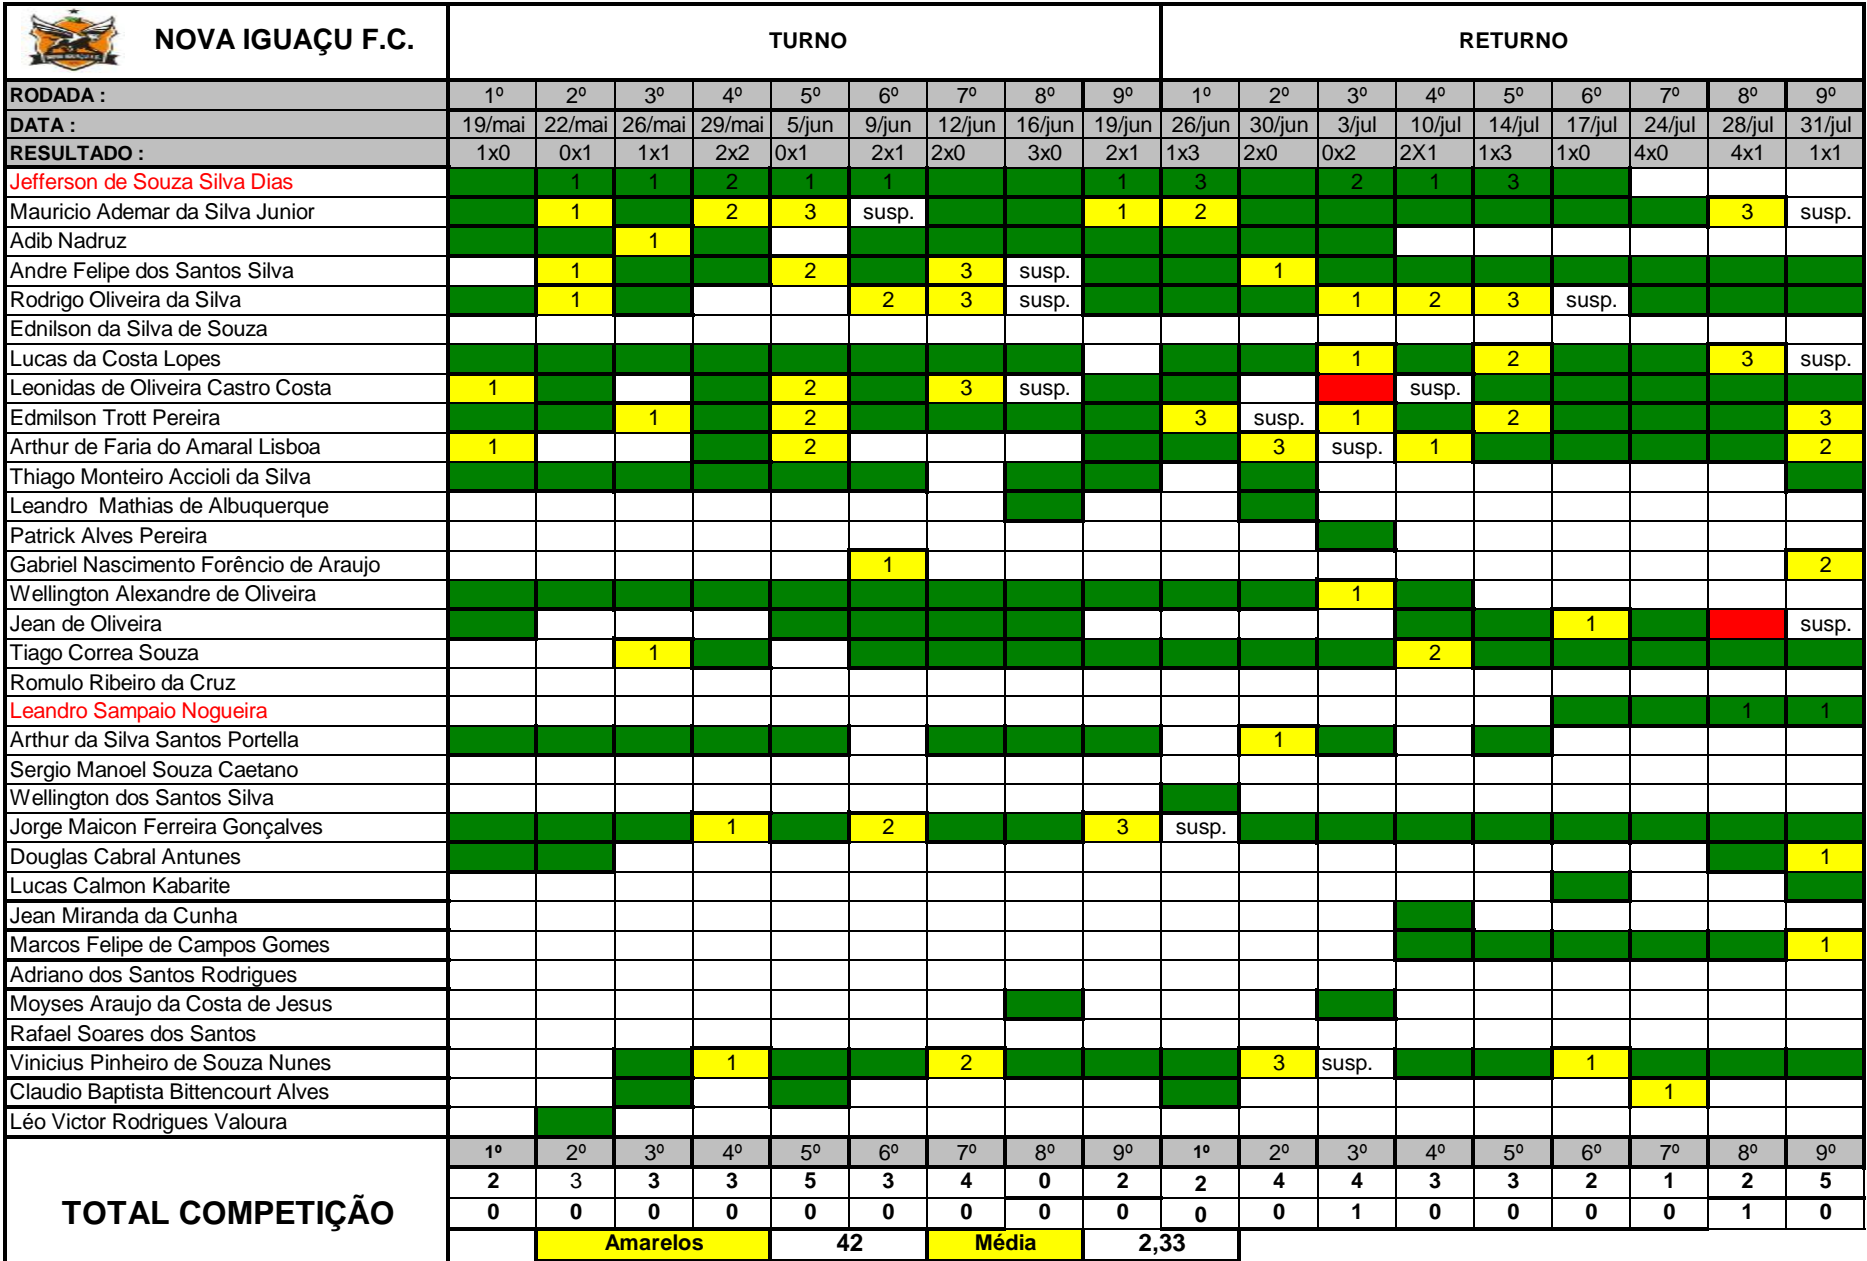 NOVA IGUAÇU F.C. TURNO RETURNO
RODADA : 1º 2º 3º 4º 5º 6º 7º 8º 9º 1º 2º 3º 4º 5º 6º 7º 8º 9º
DATA : 19/mai 22/mai 26/mai 29/mai 5/jun 9/jun 12/jun 16/jun 19/jun 26/jun 30/jun 3/jul 10/jul 14/jul 17/jul 24/jul 28/jul 31/jul
RESULTADO : 1x0 0x1 1x1 2x2 0x1 2x1 2x0 3x0 2x1 1x3 2x0 0x2 2X1 1x3 1x0 4x0 4x1 1x1
Jefferson de Souza Silva Dias 1 1 2 1 1 1 3 2 1 3
Mauricio Ademar da Silva Junior 1 2 3 susp. 1 2 3 susp.
Adib Nadruz 1
Andre Felipe dos Santos Silva 1 2 3 susp. 1
Rodrigo Oliveira da Silva 1 2 3 susp. 1 2 3 susp.
Ednilson da Silva de Souza
Lucas da Costa Lopes 1 2 3 susp.
Leonidas de Oliveira Castro Costa 1 2 3 susp. susp.
Edmilson Trott Pereira 1 2 3 susp. 1 2 3
Arthur de Faria do Amaral Lisboa 1 2 3 susp. 1 2
Thiago Monteiro Accioli da Silva
Leandro Mathias de Albuquerque
Patrick Alves Pereira
Gabriel Nascimento Forêncio de Araujo 1 2
Wellington Alexandre de Oliveira 1
Jean de Oliveira 1 susp.
Tiago Correa Souza 1 2
Romulo Ribeiro da Cruz
Leandro Sampaio Nogueira 1 1
Arthur da Silva Santos Portella 1
Sergio Manoel Souza Caetano
Wellington dos Santos Silva
Jorge Maicon Ferreira Gonçalves 1 2 3 susp.
Douglas Cabral Antunes 1
Lucas Calmon Kabarite
Jean Miranda da Cunha
Marcos Felipe de Campos Gomes 1
Adriano dos Santos Rodrigues
Moyses Araujo da Costa de Jesus
Rafael Soares dos Santos
Vinicius Pinheiro de Souza Nunes 1 2 3 susp. 1
Claudio Baptista Bittencourt Alves 1
Léo Victor Rodrigues Valoura
1º 2º 3º 4º 5º 6º 7º 8º 9º 1º 2º 3º 4º 5º 6º 7º 8º 9º
2 3 3 3 5 3 4 0 2 2 4 4 3 3 2 1 2 5
TOTAL COMPETIÇÃO 0 0 0 0 0 0 0 0 0 0 0 1 0 0 0 0 1 0
Amarelos 42 Média 2,33